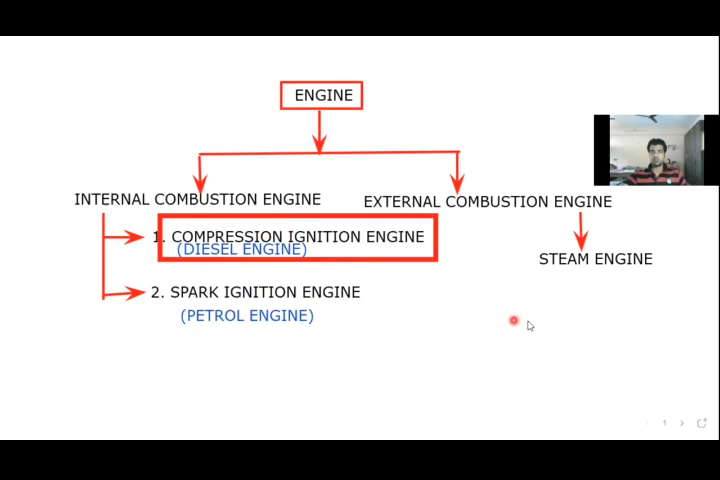 ENGINE
INTERNAL COMBUSTION ENGINE
EXTERNAL COMBUSTION ENGINE
1. COMPRESSION IGNITION ENGINE
(DIESEL ENGINE)
STEAM ENGINE
2. SPARK IGNITION ENGINE
(PETROL ENGINE)
1